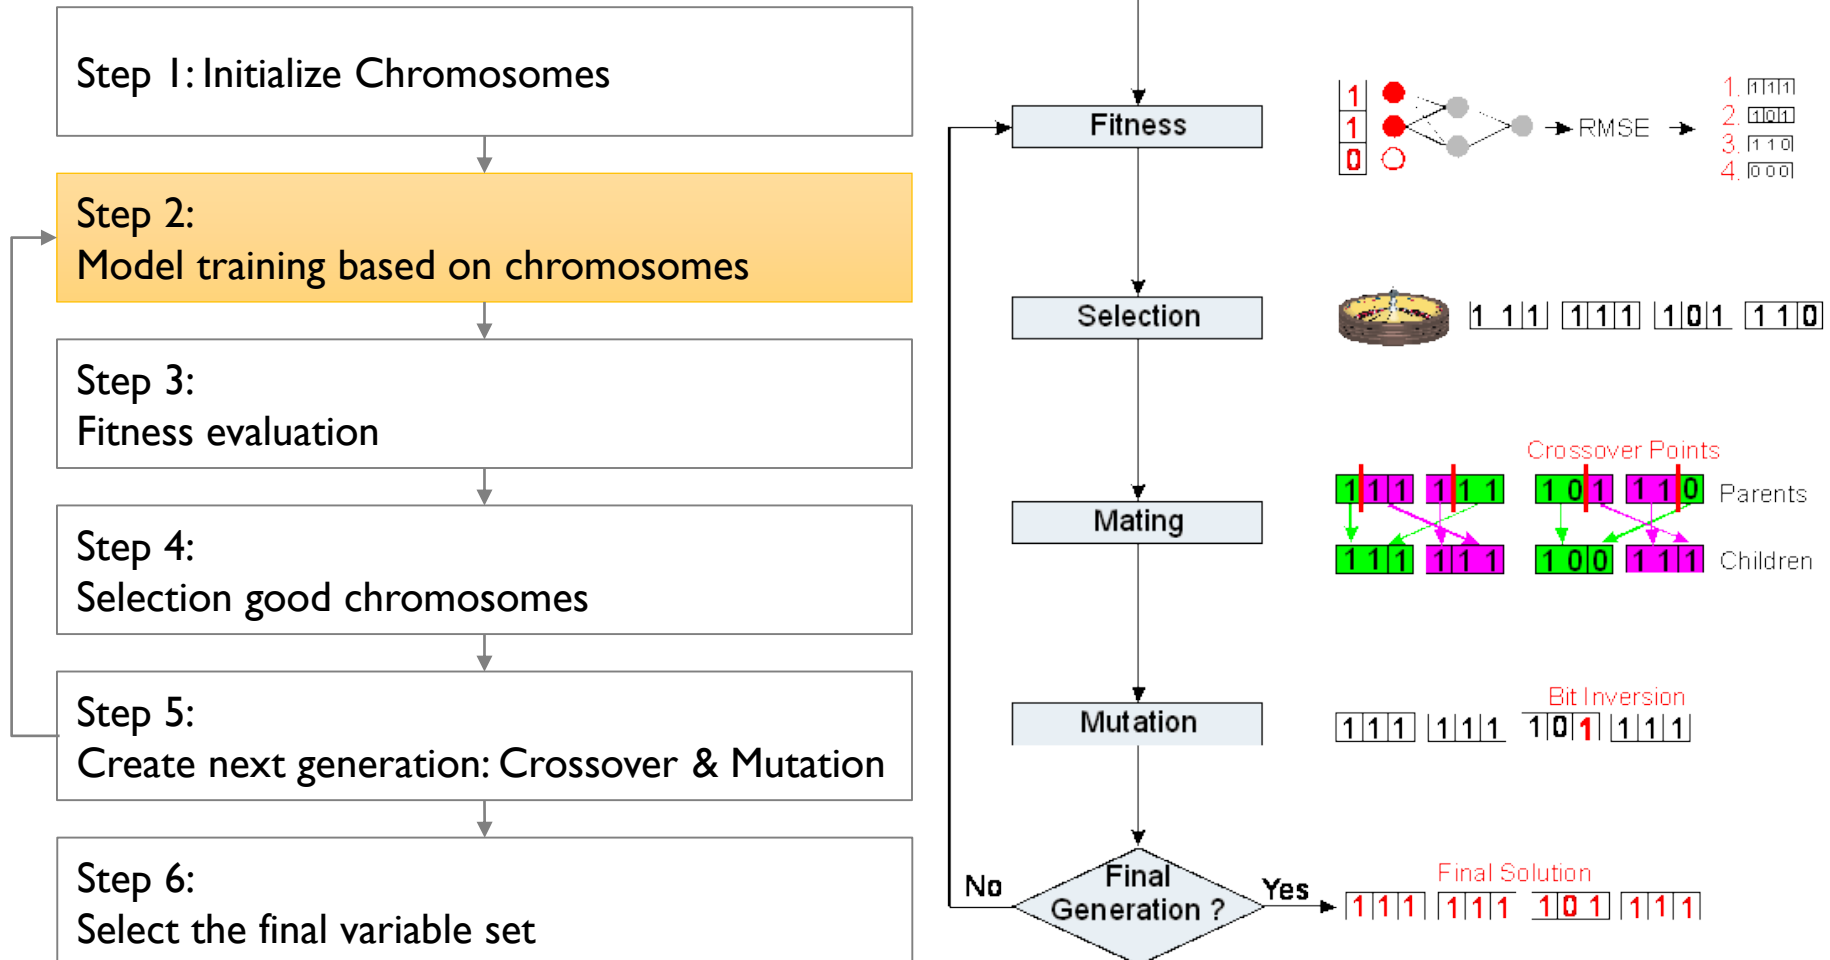 Step 1: Initialize Chromosomes
Step 2:
Model training based on chromosomes
Step 3:
Fitness evaluation
Step 4:
Selection good chromosomes
Step 5:
Create next generation: Crossover & Mutation
Step 6:
Select the final variable set
Fitness
1
1
0
RMSE
1. 1 1 1
2. 1 0 1
3. 1 1 0
4. 0 0 0
Selection
1 1 1 1 1 1 1 0 1 1 1 0
Crossover Points
1 1 1 1 1 1 1 0 1 1 1 0 Parents
Mating
1 1 1 1 1 1 1 0 0 1 1 1 Children
Bit Inversion
Mutation
1 1 1 1 1 1 1 0 1 1 1 1
Final
Generation ?
No
Yes
Final Solution
1 1 1 1 1 1 1 0 1 1 1 1